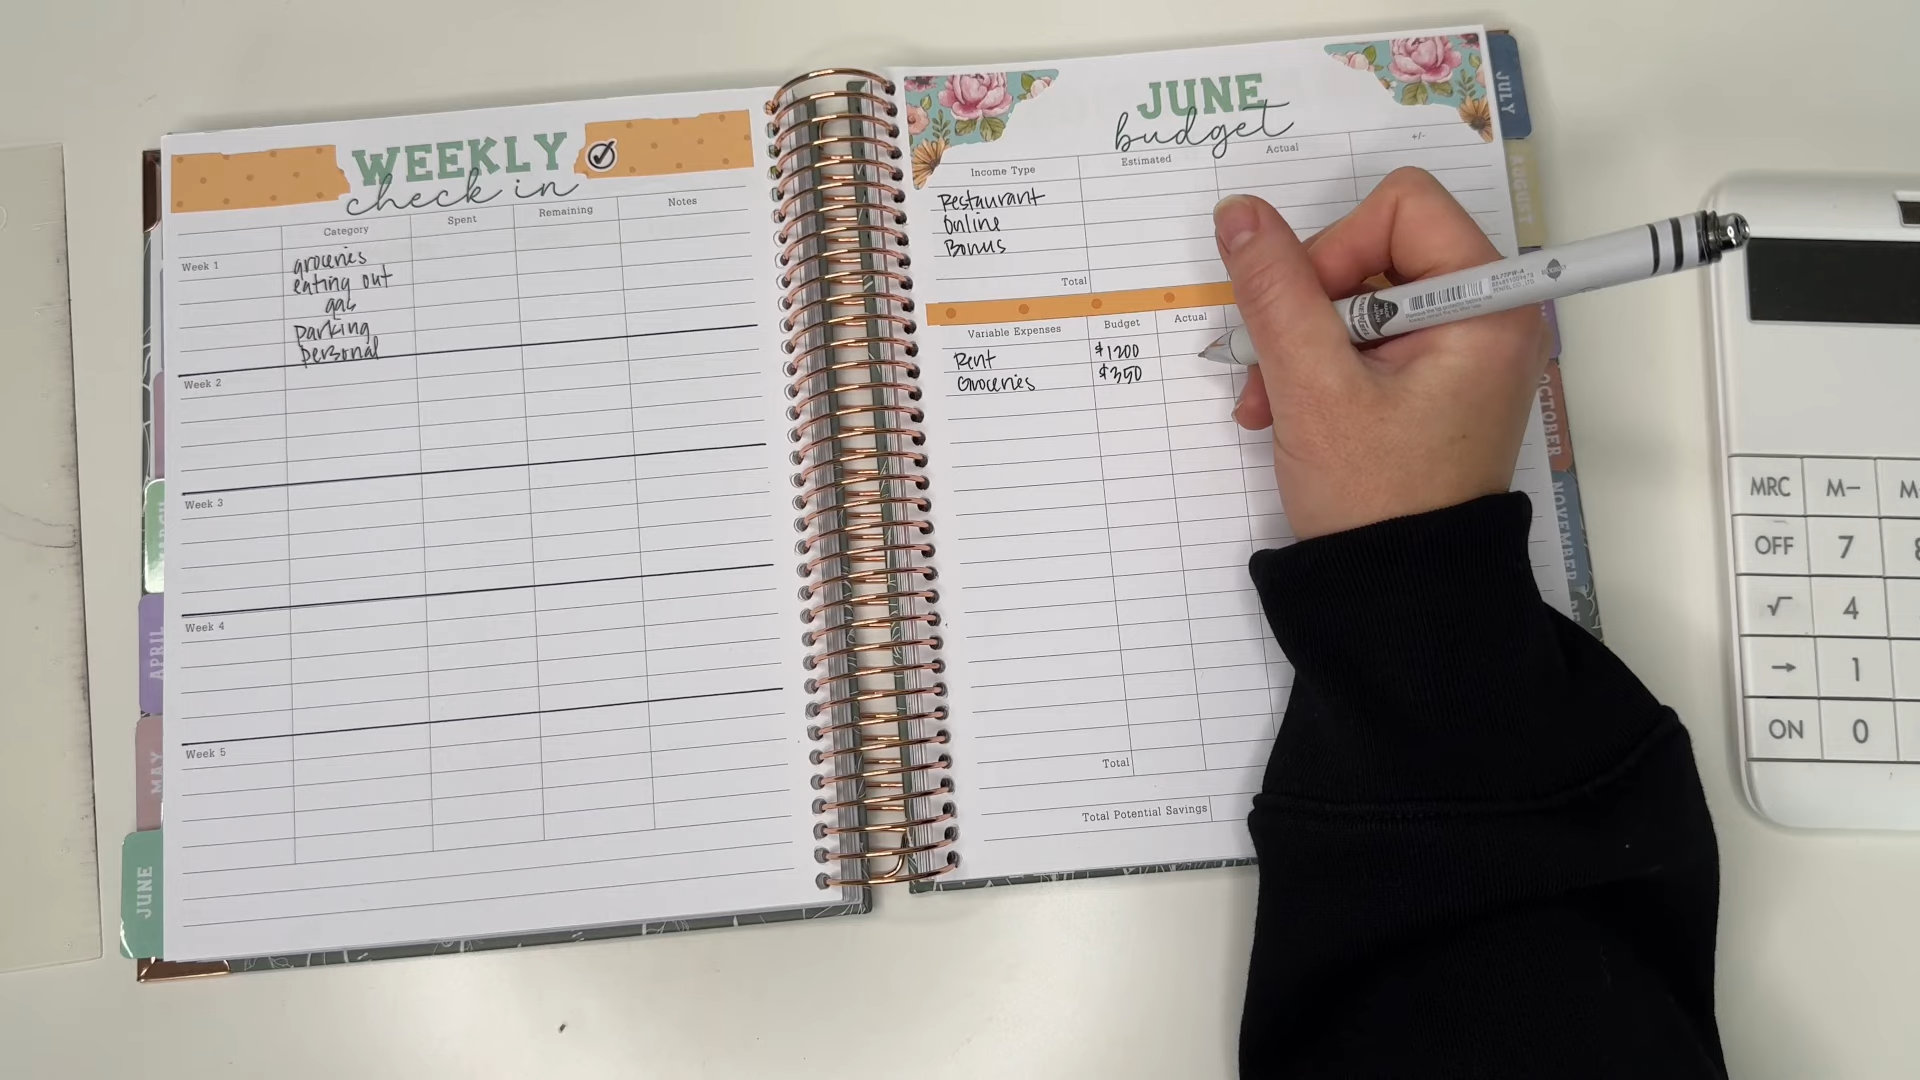 WEEKLY
check in
Category Spent Remaining Notes
Week 1 groceries
eating out
gas
parking
personal
Week 2
Week 3
Week 4
Week 5
MARCH
APRIL
MAY
JUNE
JUNE
budget
Income Type Estimated Actual +/-
Restaurant
Online
Bonus
Total
Variable Expenses Budget Actual
Rent $1200
Groceries $350
Total
Total Potential Savings
JULY
AUGUST
OCTOBER
NOVEMBER
MRC M−
OFF 7
√ 4
→ 1
ON 0